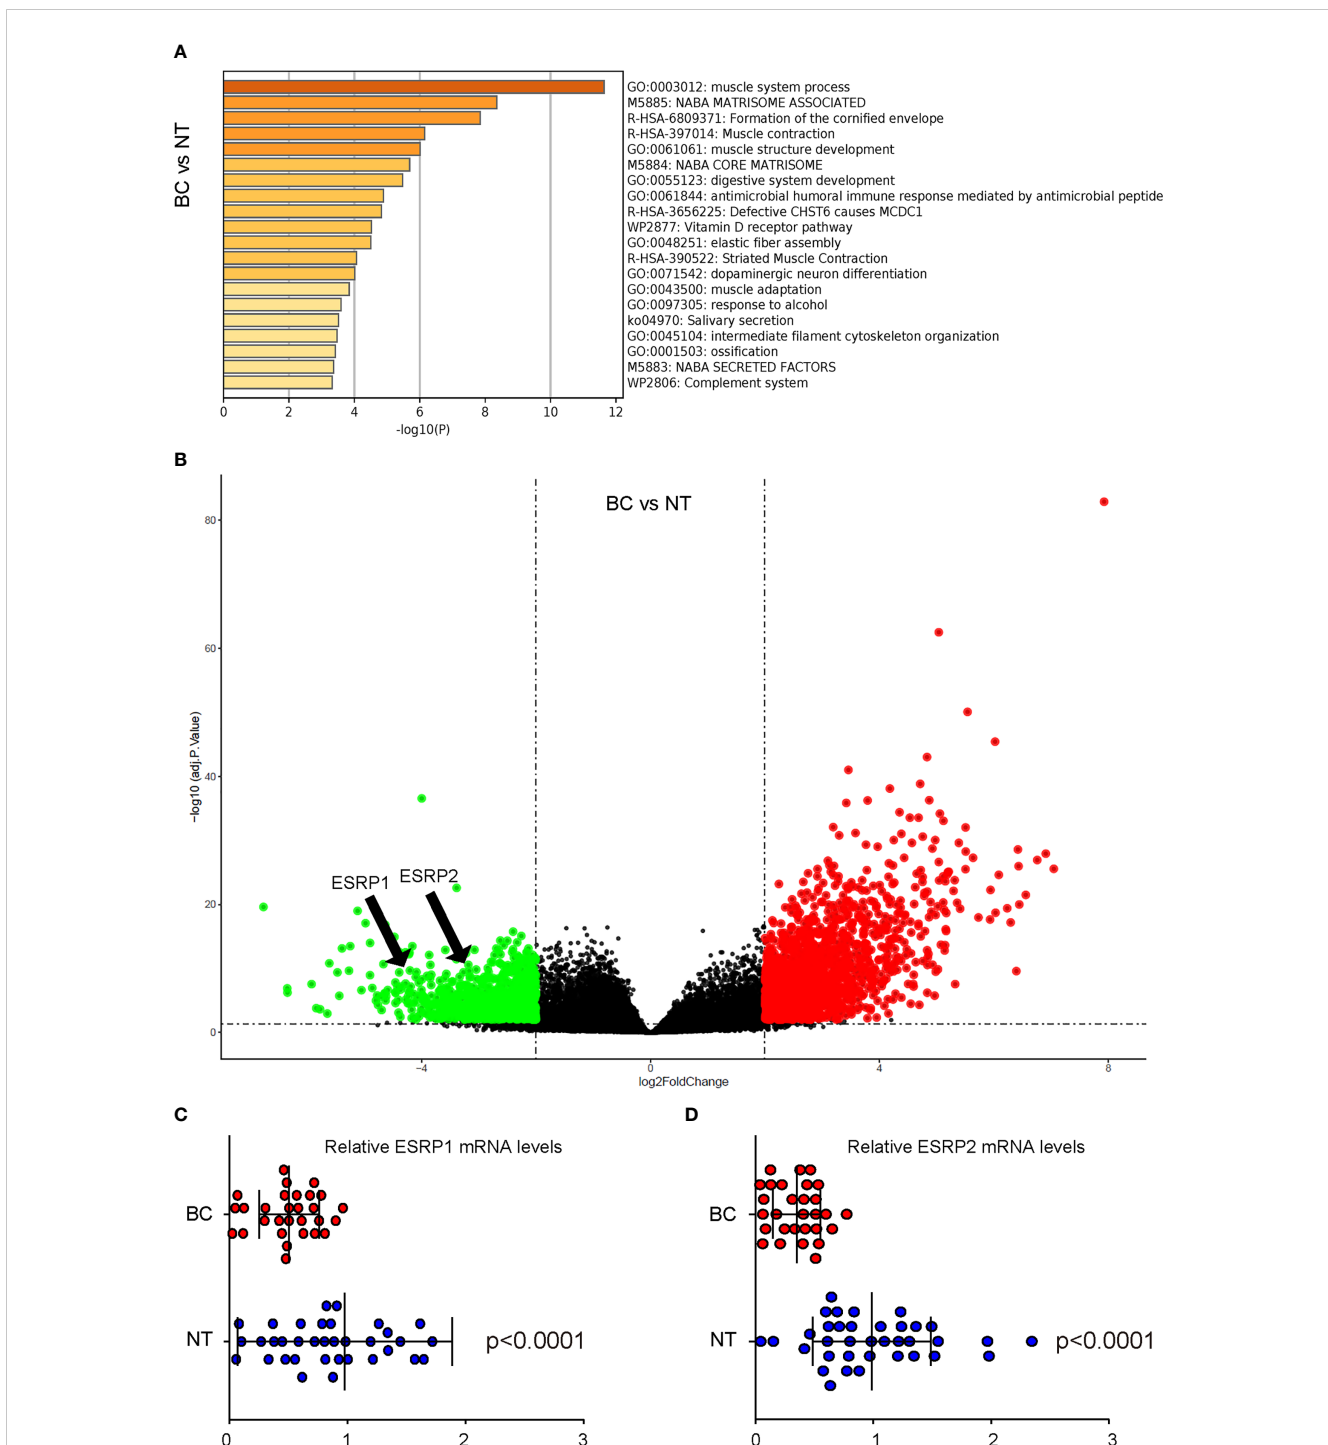 A
BC vs NT
GO:0003012: muscle system process
M5885: NABA MATRISOME ASSOCIATED
R-HSA-6809371: Formation of the cornified envelope
R-HSA-397014: Muscle contraction
GO:0061061: muscle structure development
M5884: NABA CORE MATRISOME
GO:0055123: digestive system development
GO:0061844: antimicrobial humoral immune response mediated by antimicrobial peptide
R-HSA-3656225: Defective CHST6 causes MCDC1
WP2877: Vitamin D receptor pathway
GO:0048251: elastic fiber assembly
R-HSA-390522: Striated Muscle Contraction
GO:0071542: dopaminergic neuron differentiation
GO:0043500: muscle adaptation
GO:0097305: response to alcohol
ko04970: Salivary secretion
GO:0045104: intermediate filament cytoskeleton organization
GO:0001503: ossification
M5883: NABA SECRETED FACTORS
WP2806: Complement system
0 2 4 6 8 10 12
-log10(P)
B
BC vs NT
80
60
40
20
0
−log10 (adj.P.Value)
ESRP1
ESRP2
−4 0 4 8
log2FoldChange
C
Relative ESRP1 mRNA levels
BC
NT
p<0.0001
0 1 2 3
D
Relative ESRP2 mRNA levels
BC
NT
p<0.0001
0 1 2 3